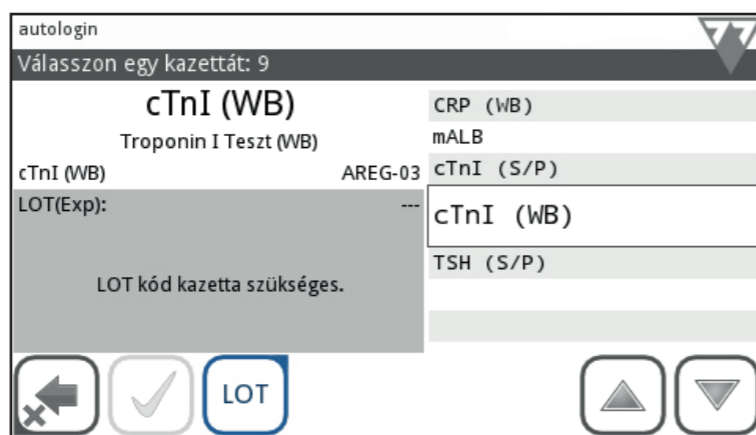 autologin
Válasszon egy kazettát: 9
cTnI (WB)
Troponin I Teszt (WB)
cTnI (WB) AREG-03
LOT(Exp): ---
LOT kód kazetta szükséges.
CRP (WB)
mALB
cTnI (S/P)
cTnI (WB)
TSH (S/P)
LOT